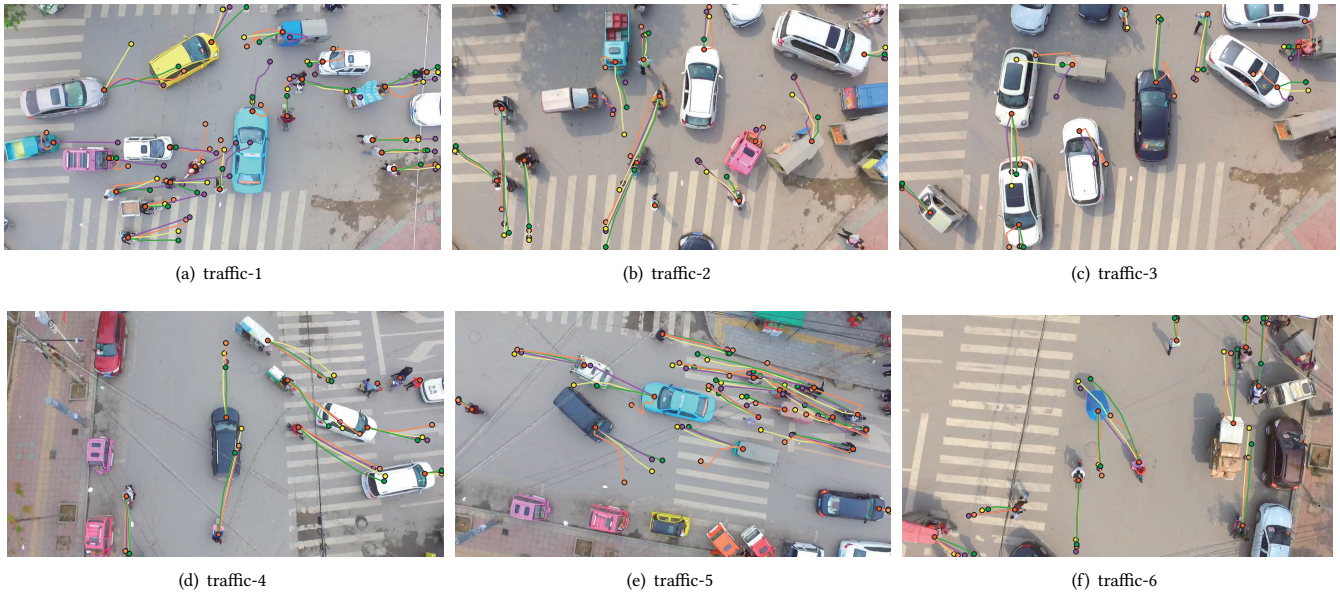 (a) traffic-1
(b) traffic-2
(c) traffic-3
(d) traffic-4
(e) traffic-5
(f) traffic-6